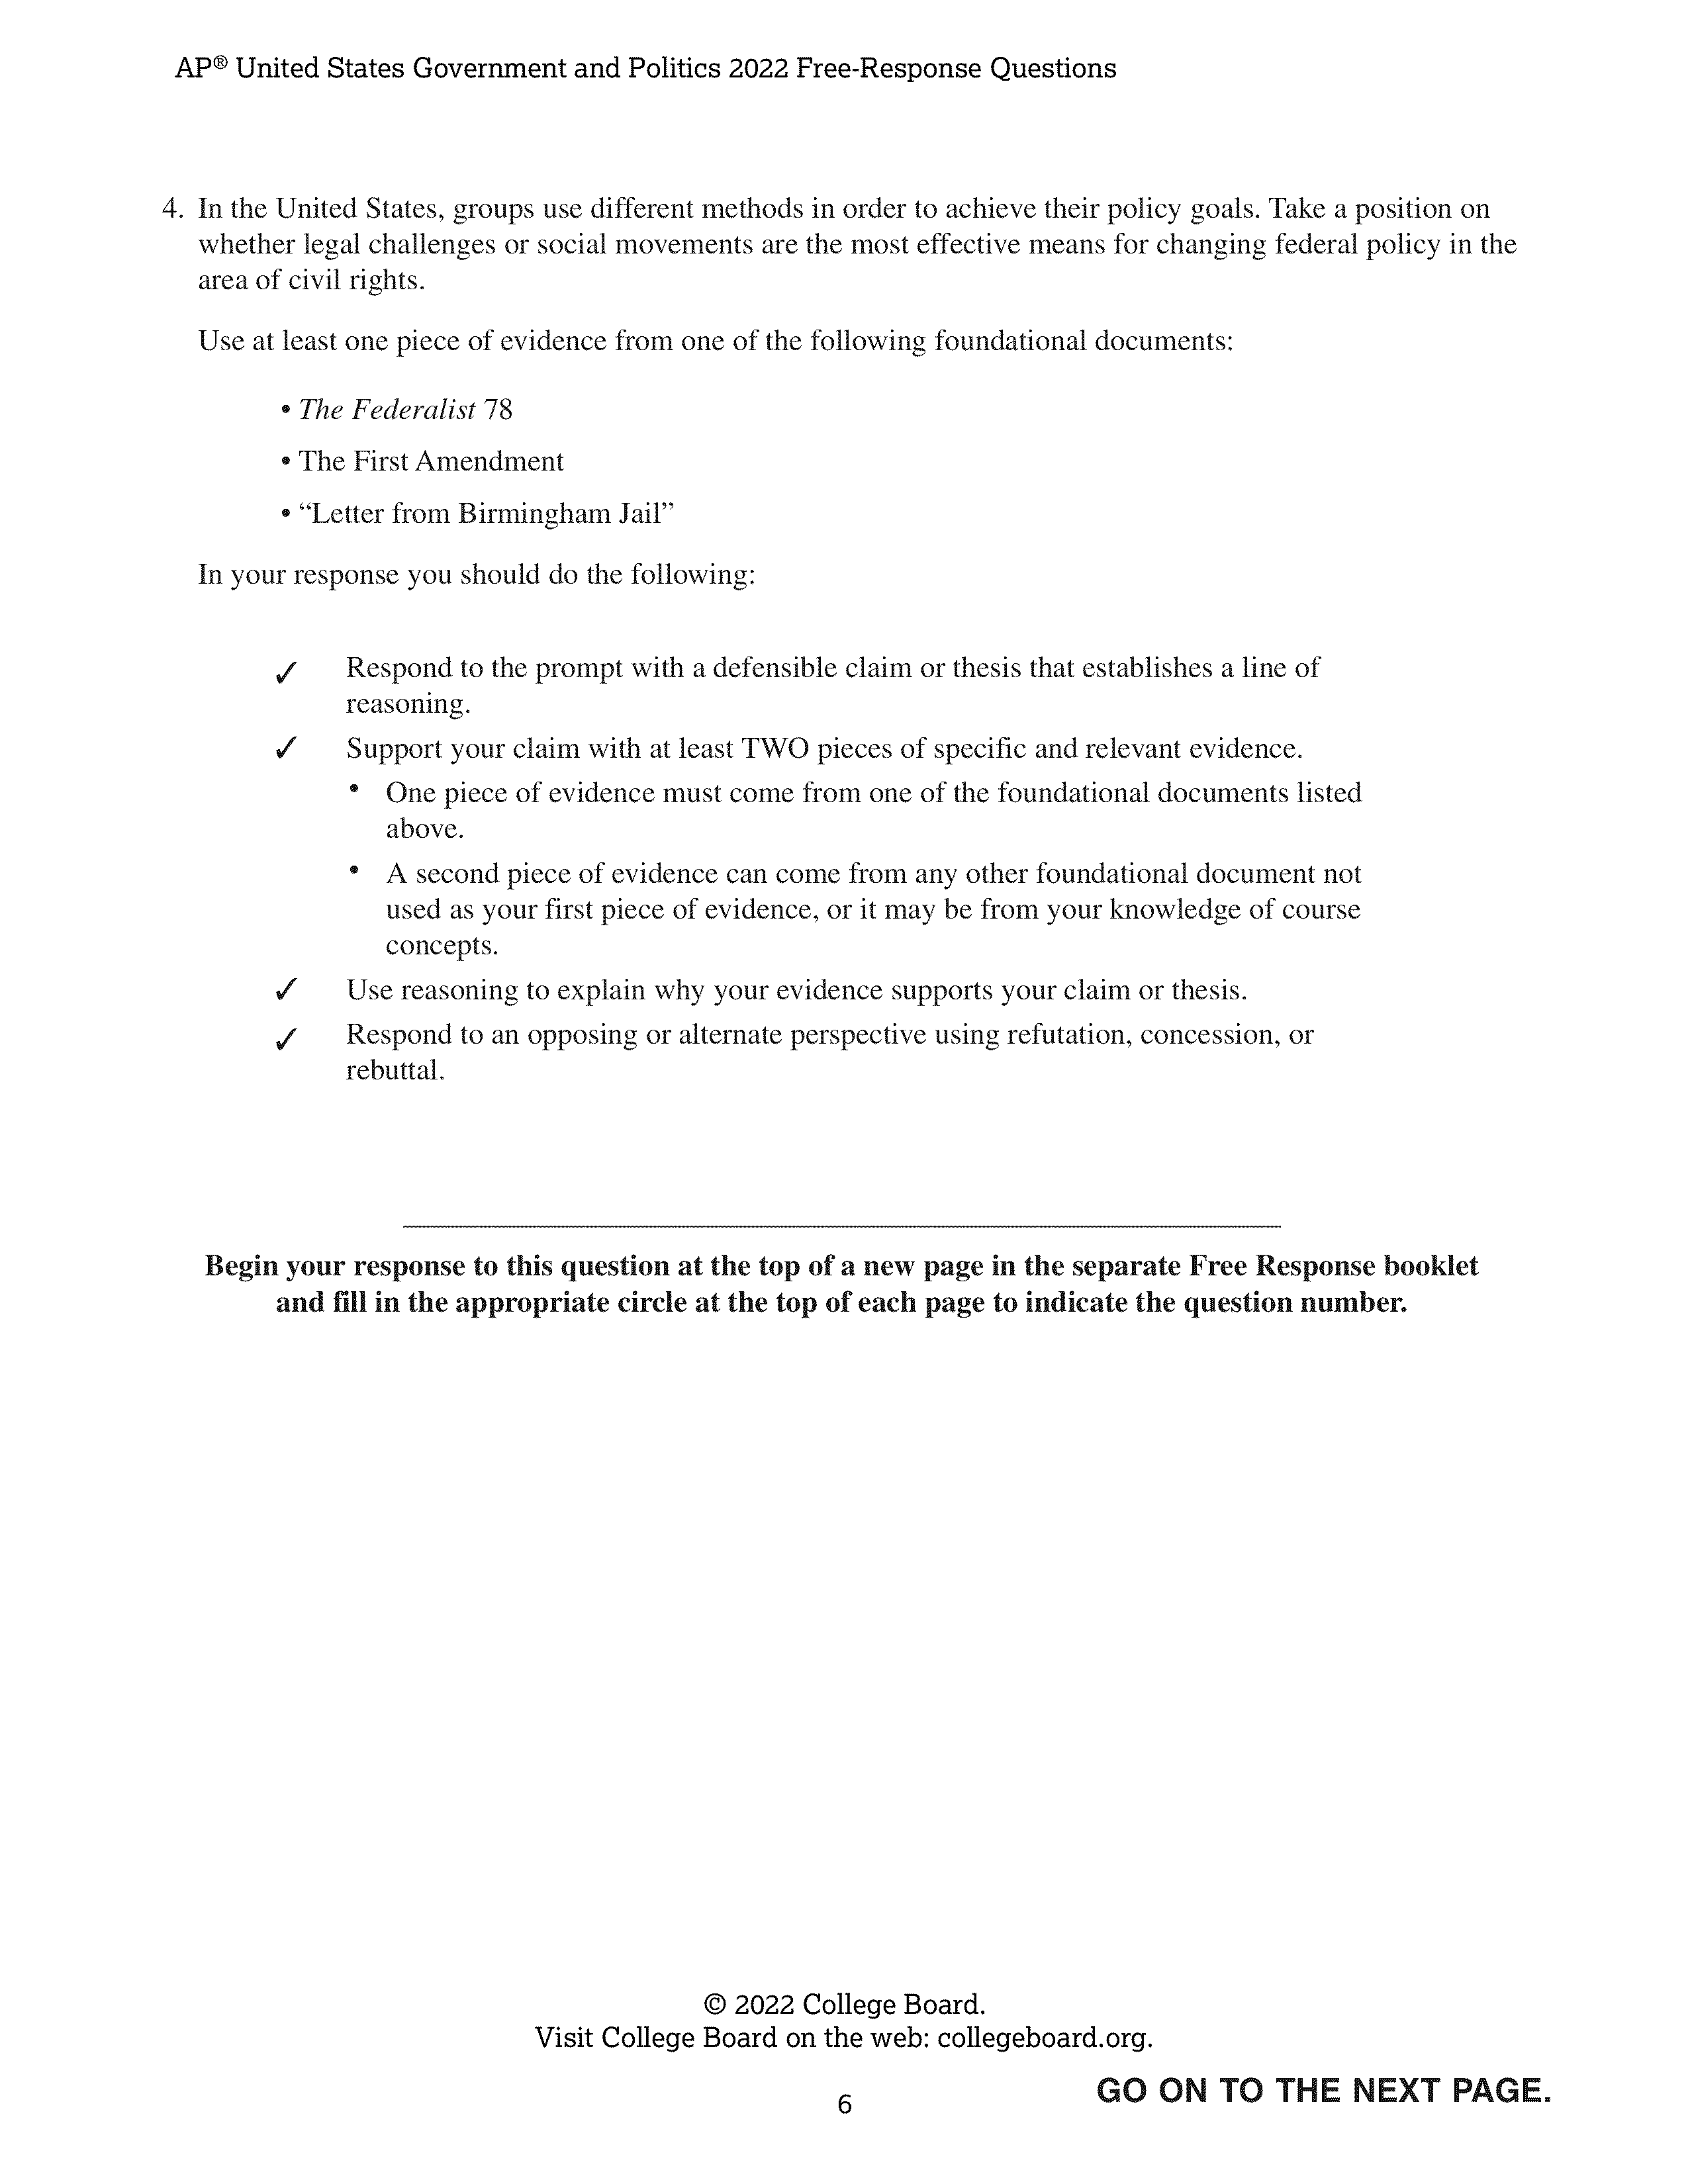 AP® United States Government and Politics 2022 Free-Response Questions
4. In the United States, groups use different methods in order to achieve their policy goals. Take a position on
whether legal challenges or social movements are the most effective means for changing federal policy in the
area of civil rights.
Use at least one piece of evidence from one of the following foundational documents:
• The Federalist 78
• The First Amendment
• “Letter from Birmingham Jail”
In your response you should do the following:
✓ Respond to the prompt with a defensible claim or thesis that establishes a line of
reasoning.
✓ Support your claim with at least TWO pieces of specific and relevant evidence.
• One piece of evidence must come from one of the foundational documents listed
above.
• A second piece of evidence can come from any other foundational document not
used as your first piece of evidence, or it may be from your knowledge of course
concepts.
✓ Use reasoning to explain why your evidence supports your claim or thesis.
✓ Respond to an opposing or alternate perspective using refutation, concession, or
rebuttal.
Begin your response to this question at the top of a new page in the separate Free Response booklet
and fill in the appropriate circle at the top of each page to indicate the question number.
© 2022 College Board.
Visit College Board on the web: collegeboard.org.
GO ON TO THE NEXT PAGE.
6